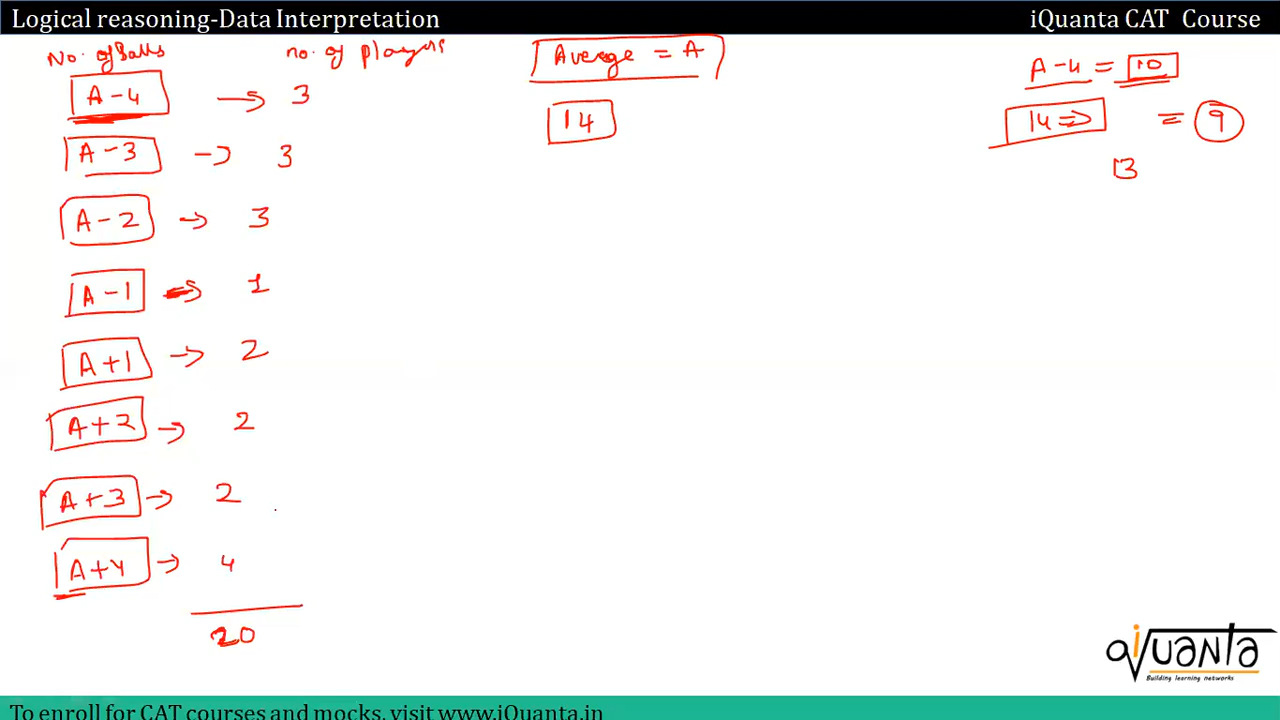 Logical reasoning-Data Interpretation
iQuanta CAT Course
No. of balls no. of players
A-4 → 3
A-3 → 3
A-2 → 3
A-1 → 1
A+1 → 2
A+2 → 2
A+3 → 2
A+4 → 4
20
Average = A
14
A-4 = 10
14 ⇒ = 9
13
iQuanta
Building learning networks
To enroll for CAT courses and mocks, visit www.iQuanta.in